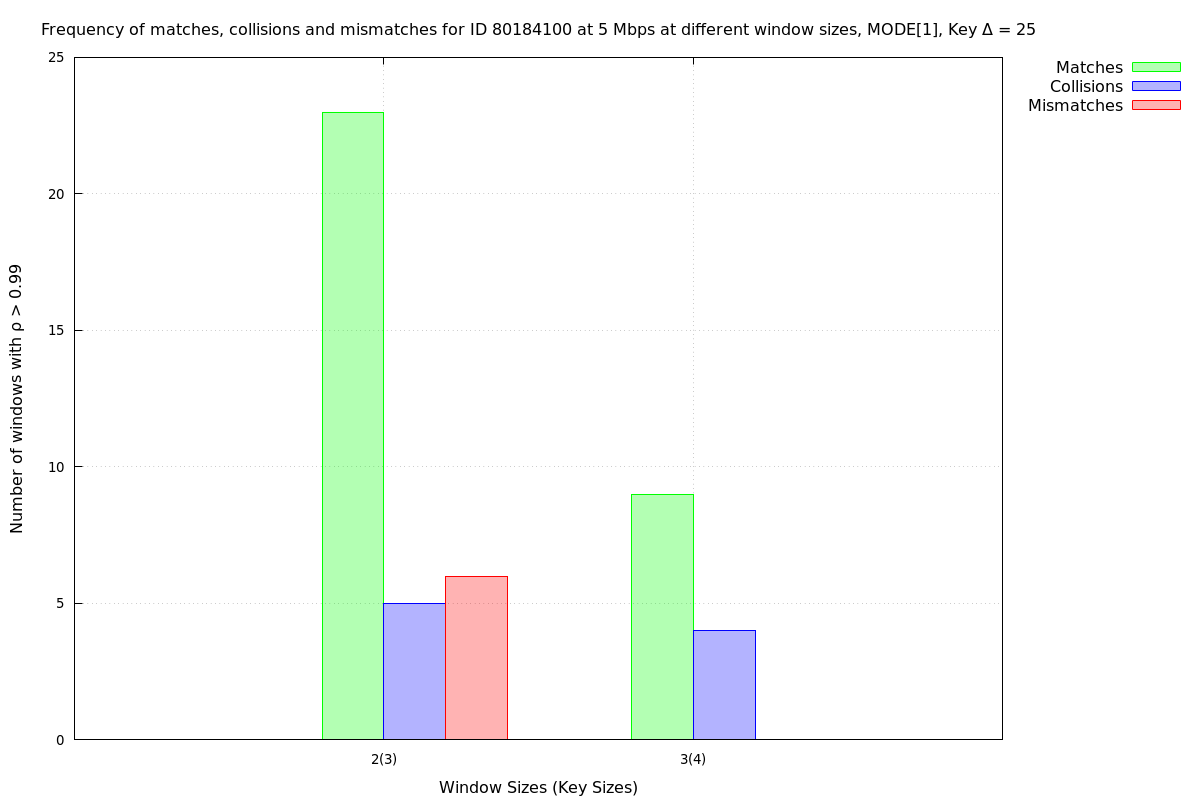 Frequency of matches, collisions and mismatches for ID 80184100 at 5 Mbps at different window sizes, MODE[1], Key Δ = 25
Matches
Collisions
Mismatches
Number of windows with ρ > 0.99
25
20
15
10
5
0
2(3)
3(4)
Window Sizes (Key Sizes)